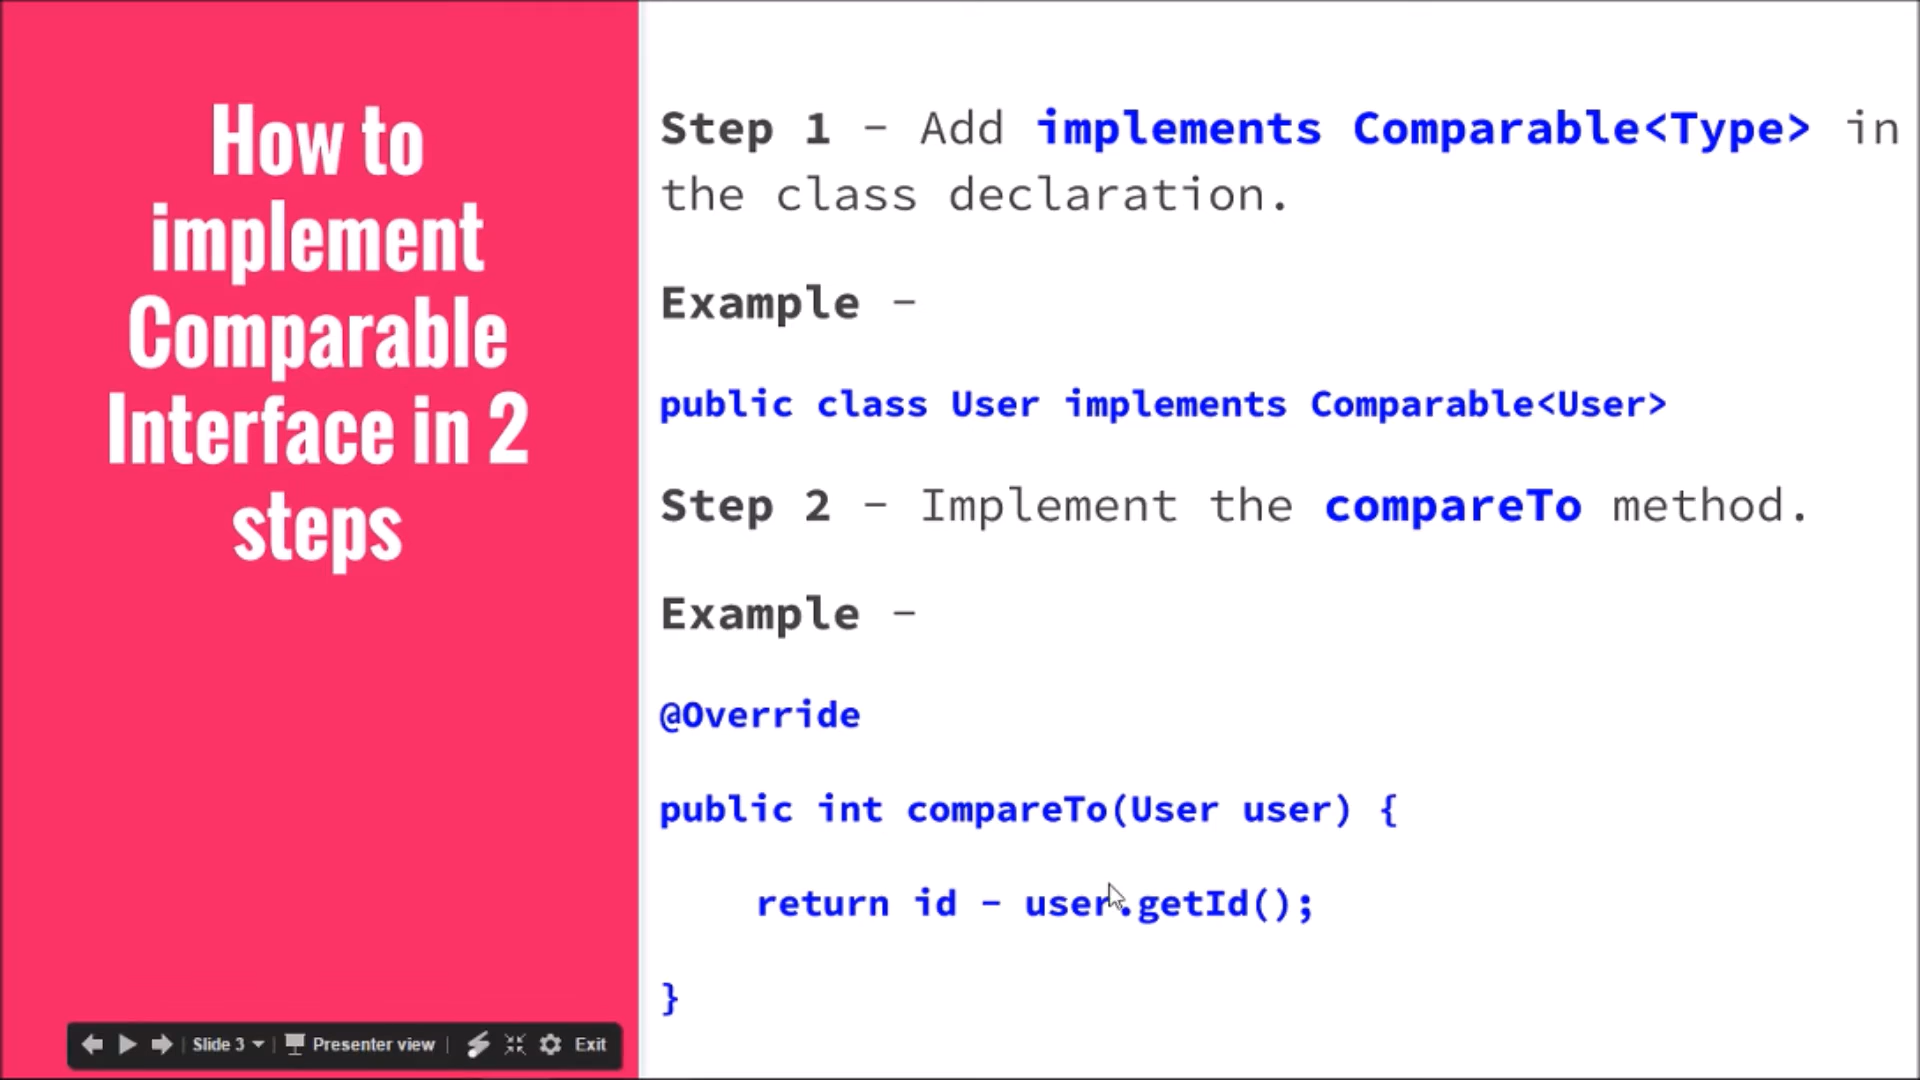 How to
implement
Comparable
Interface in 2
steps
Step 1 – Add implements Comparable<Type> in
the class declaration.
Example –
public class User implements Comparable<User>
Step 2 – Implement the compareTo method.
Example –
@Override
public int compareTo(User user) {
return id – user.getId();
}
Slide 3 Presenter view Exit